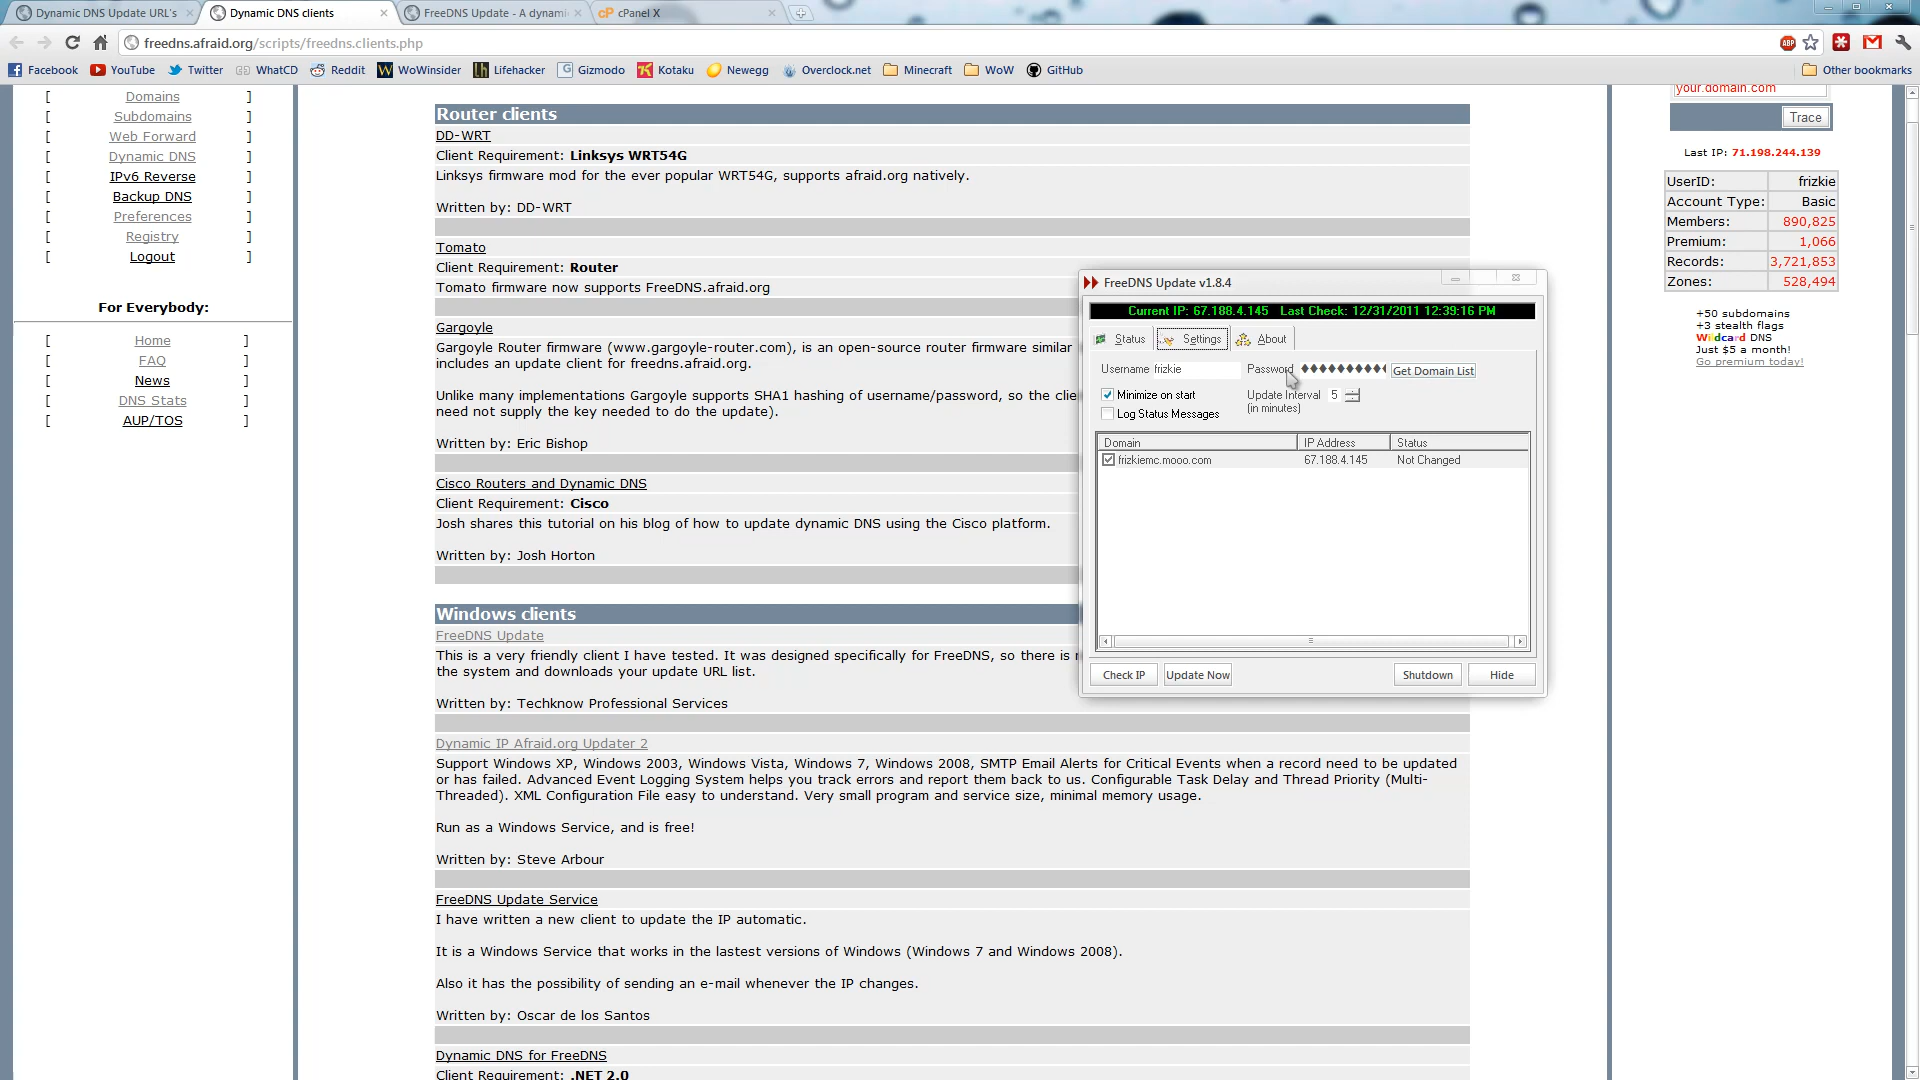 Dynamic DNS Update URL's
Dynamic DNS clients
FreeDNS Update - A dynami
cPanel X
freedns.afraid.org/scripts/freedns.clients.php
ABP
Facebook
YouTube
Twitter
WhatCD
Reddit
WoWinsider
Lifehacker
Gizmodo
Kotaku
Newegg
Overclock.net
Minecraft
WoW
GitHub
Other bookmarks
[ Domains ]
[ Subdomains ]
[ Web Forward ]
[ Dynamic DNS ]
[ IPv6 Reverse ]
[ Backup DNS ]
[ Preferences ]
[ Registry ]
[ Logout ]
For Everybody:
[ Home ]
[ FAQ ]
[ News ]
[ DNS Stats ]
[ AUP/TOS ]
Router clients
DD-WRT
Client Requirement: Linksys WRT54G
Linksys firmware mod for the ever popular WRT54G, supports afraid.org natively.
Written by: DD-WRT
Tomato
Client Requirement: Router
Tomato firmware now supports FreeDNS.afraid.org
Gargoyle
Gargoyle Router firmware (www.gargoyle-router.com), is an open-source router firmware similar
includes an update client for freedns.afraid.org.
Unlike many implementations Gargoyle supports SHA1 hashing of username/password, so the clie
need not supply the key needed to do the update).
Written by: Eric Bishop
Cisco Routers and Dynamic DNS
Client Requirement: Cisco
Josh shares this tutorial on his blog of how to update dynamic DNS using the Cisco platform.
Written by: Josh Horton
Windows clients
FreeDNS Update
This is a very friendly client I have tested. It was designed specifically for FreeDNS, so there is
the system and downloads your update URL list.
Written by: Techknow Professional Services
Dynamic IP Afraid.org Updater 2
Support Windows XP, Windows 2003, Windows Vista, Windows 7, Windows 2008, SMTP Email Alerts for Critical Events when a record need to be updated
or has failed. Advanced Event Logging System helps you track errors and report them back to us. Configurable Task Delay and Thread Priority (Multi-
Threaded). XML Configuration File easy to understand. Very small program and service size, minimal memory usage.
Run as a Windows Service, and is free!
Written by: Steve Arbour
FreeDNS Update Service
I have written a new client to update the IP automatic.
It is a Windows Service that works in the lastest versions of Windows (Windows 7 and Windows 2008).
Also it has the possibility of sending an e-mail whenever the IP changes.
Written by: Oscar de los Santos
Dynamic DNS for FreeDNS
Client Requirement: .NET 2.0
FreeDNS Update v1.8.4
Current IP: 67.188.4.145 Last Check: 12/31/2011 12:39:16 PM
Status Settings About
Username frizkie Password ♦♦♦♦♦♦♦♦♦♦ Get Domain List
Minimize on start
Update Interval 5
(in minutes)
Log Status Messages
Domain IP Address Status
frizkiemc.mooo.com 67.188.4.145 Not Changed
Check IP Update Now Shutdown Hide
your.domain.com
Trace
Last IP: 71.198.244.139
UserID: frizkie
Account Type: Basic
Members: 890,825
Premium: 1,066
Records: 3,721,853
Zones: 528,494
+50 subdomains
+3 stealth flags
Wildcard DNS
Just $5 a month!
Go premium today!